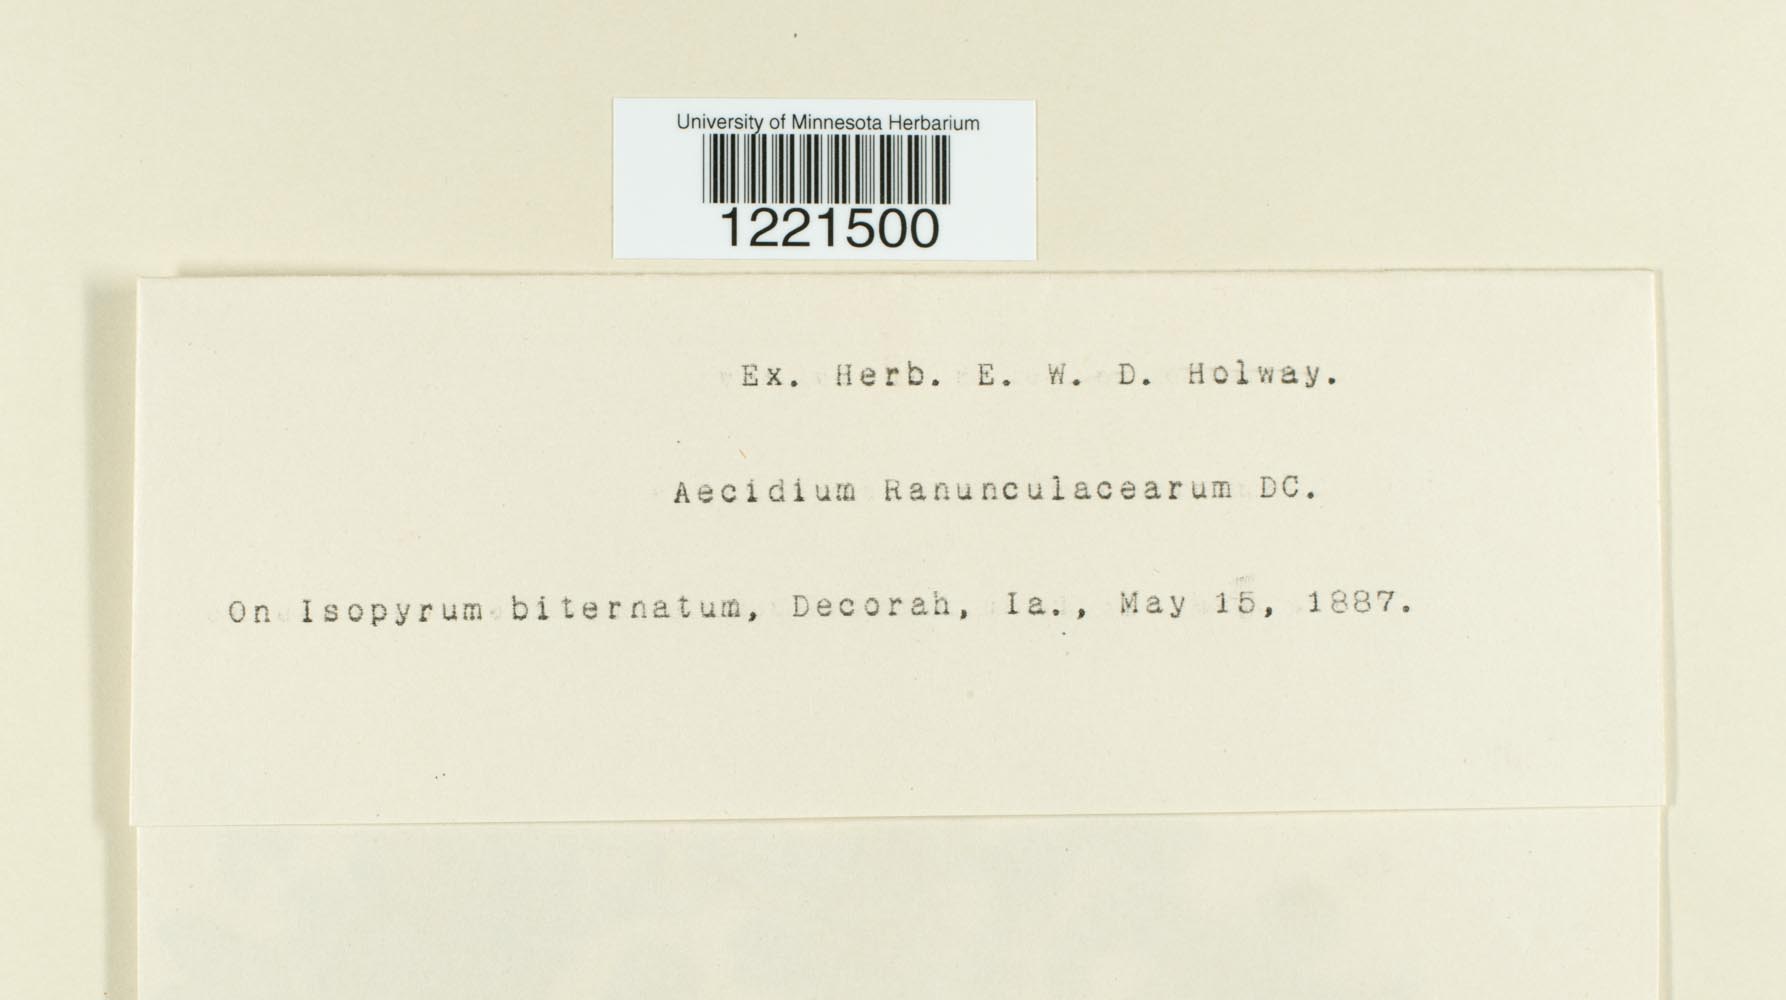 University of Minnesota Herbarium
1221500
Ex. Herb. E. W. D. Holway.
Aecidium Ranunculacearum DC.
On Isopyrum biternatum, Decorah, Ia., May 15, 1887.